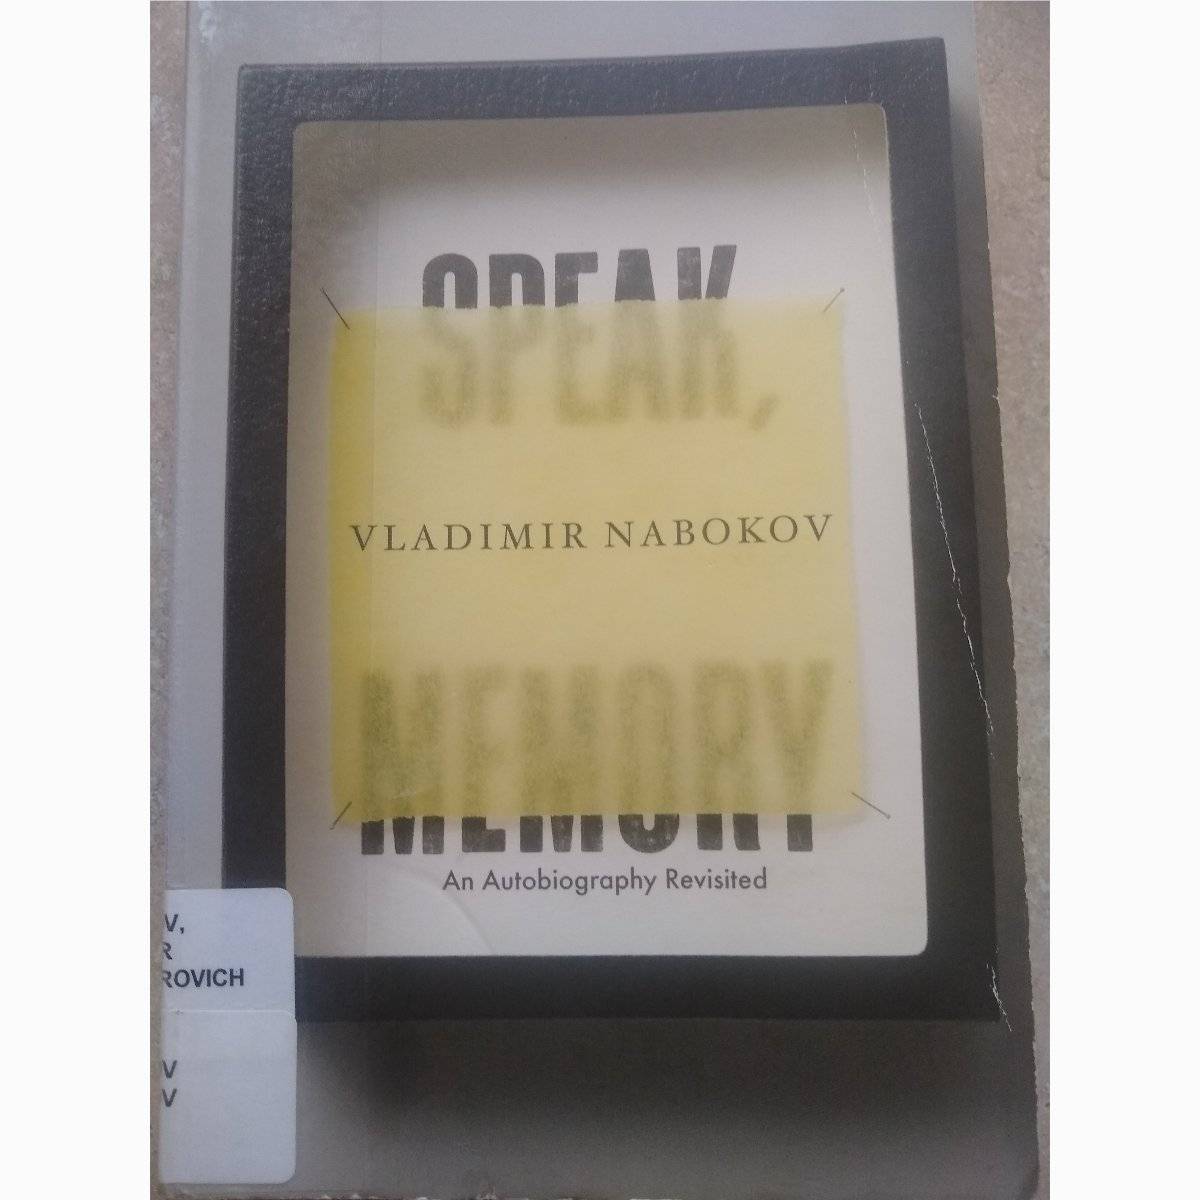 SPEAK,
VLADIMIR NABOKOV
MEMORY
An Autobiography Revisited
V,
R
ROVICH
V
V